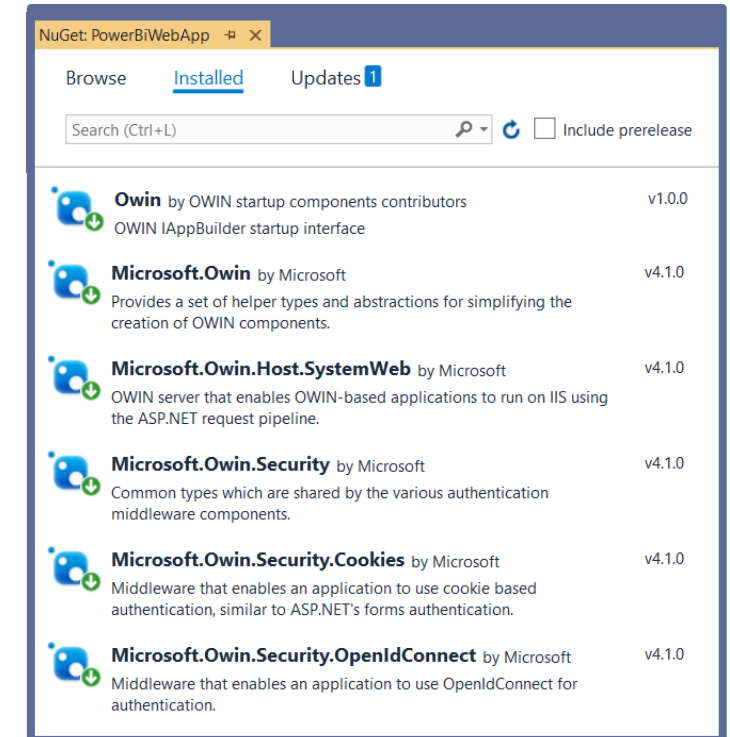 NuGet: PowerBiWebApp
Browse Installed Updates 1
Search (Ctrl+L) Include prerelease
Owin by OWIN startup components contributors v1.0.0
OWIN IAppBuilder startup interface
Microsoft.Owin by Microsoft v4.1.0
Provides a set of helper types and abstractions for simplifying the
creation of OWIN components.
Microsoft.Owin.Host.SystemWeb by Microsoft v4.1.0
OWIN server that enables OWIN-based applications to run on IIS using
the ASP.NET request pipeline.
Microsoft.Owin.Security by Microsoft v4.1.0
Common types which are shared by the various authentication
middleware components.
Microsoft.Owin.Security.Cookies by Microsoft v4.1.0
Middleware that enables an application to use cookie based
authentication, similar to ASP.NET's forms authentication.
Microsoft.Owin.Security.OpenIdConnect by Microsoft v4.1.0
Middleware that enables an application to use OpenIdConnect for
authentication.